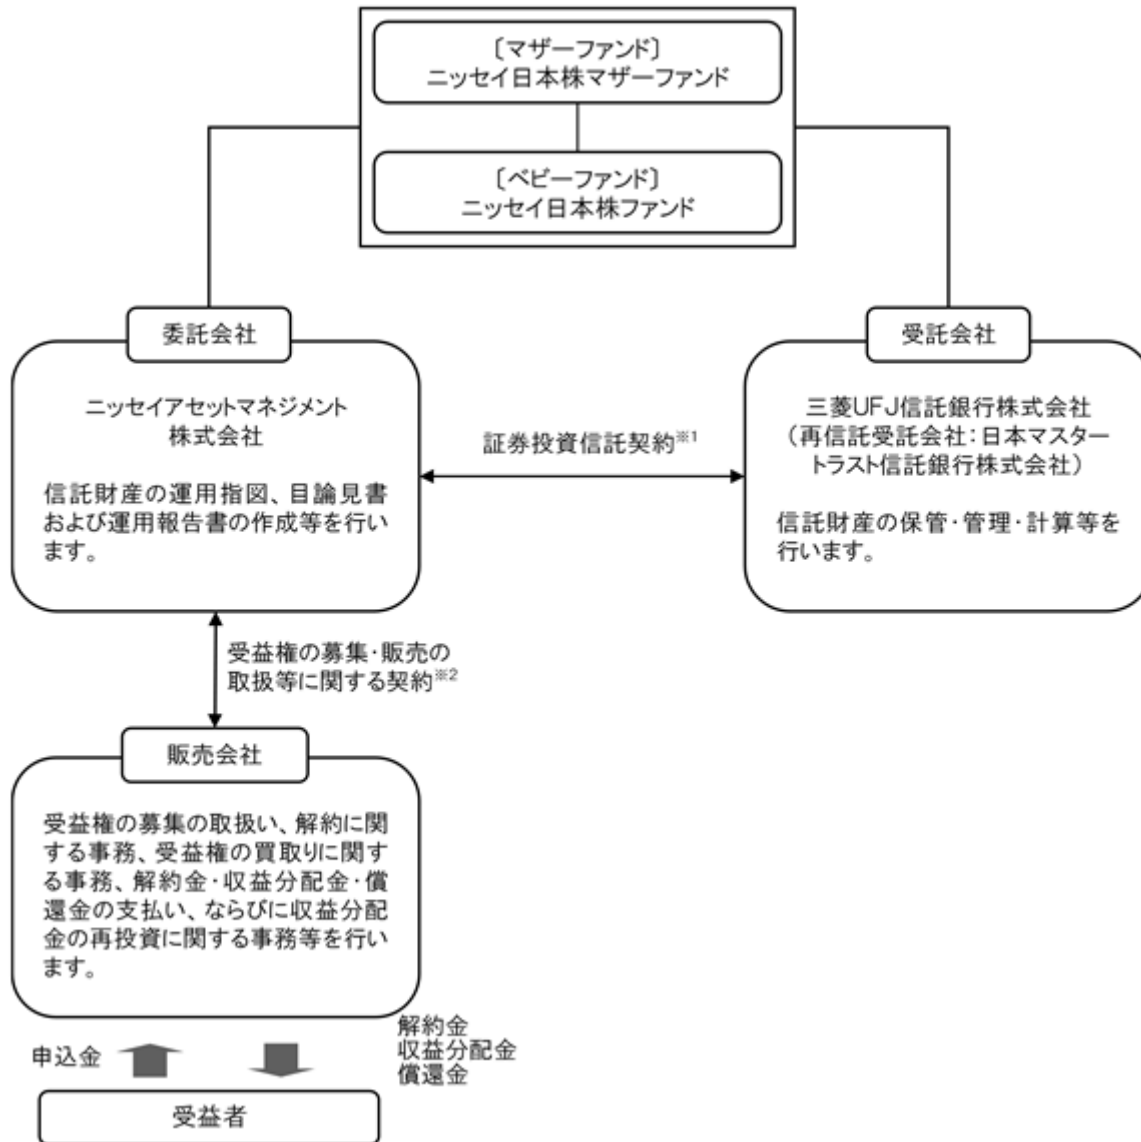 〔マザーファンド〕
ニッセイ日本株マザーファンド
〔ベビーファンド〕
ニッセイ日本株ファンド
委託会社
ニッセイアセットマネジメント
株式会社
信託財産の運用指図、目論見書
および運用報告書の作成等を行い
ます。
証券投資信託契約※1
受託会社
三菱UFJ信託銀行株式会社
（再信託受託会社：日本マスター
トラスト信託銀行株式会社）
信託財産の保管・管理・計算等を
行います。
受益権の募集・販売の
取扱等に関する契約※2
販売会社
受益権の募集の取扱い、解約に関
する事務、受益権の買取りに関す
る事務、解約金・収益分配金・償
還金の支払い、ならびに収益分配
金の再投資に関する事務等を行い
ます。
申込金
解約金
収益分配金
償還金
受益者